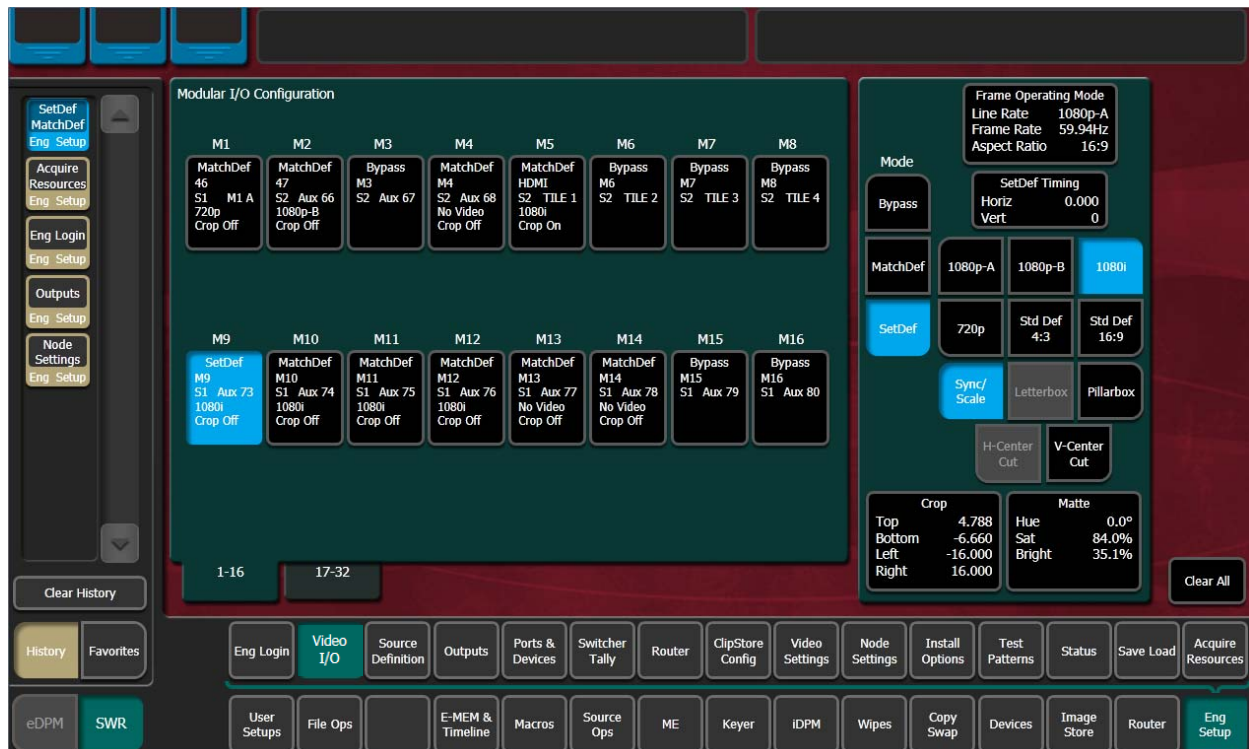 SetDef
MatchDef
Eng Setup
Acquire
Resources
Eng Setup
Eng Login
Eng Setup
Outputs
Eng Setup
Node
Settings
Eng Setup
Clear History
History
Favorites
eDPM
SWR
Modular I/O Configuration
M1
MatchDef
46
S1 M1 A
720p
Crop Off
M2
MatchDef
47
S2 Aux 66
1080p-B
Crop Off
M3
Bypass
M3
S2 Aux 67
M4
MatchDef
M4
S2 Aux 68
No Video
Crop Off
M5
MatchDef
HDMI
S2 TILE 1
1080i
Crop On
M6
Bypass
M6
S2 TILE 2
M7
Bypass
M7
S2 TILE 3
M8
Bypass
M8
S2 TILE 4
M9
SetDef
M9
S1 Aux 73
1080i
Crop Off
M10
MatchDef
M10
S1 Aux 74
1080i
Crop Off
M11
MatchDef
M11
S1 Aux 75
1080i
Crop Off
M12
MatchDef
M12
S1 Aux 76
1080i
Crop Off
M13
MatchDef
M13
S1 Aux 77
No Video
Crop Off
M14
MatchDef
M14
S1 Aux 78
No Video
Crop Off
M15
Bypass
M15
S1 Aux 79
M16
Bypass
M16
S1 Aux 80
1-16
17-32
Frame Operating Mode
Line Rate 1080p-A
Frame Rate 59.94Hz
Aspect Ratio 16:9
Mode
SetDef Timing
Horiz 0.000
Vert 0
Bypass
MatchDef
1080p-A
1080p-B
1080i
SetDef
720p
Std Def
4:3
Std Def
16:9
Sync/
Scale
Letterbox
Pillarbox
H-Center
Cut
V-Center
Cut
Crop
Top 4.788
Bottom -6.660
Left -16.000
Right 16.000
Matte
Hue 0.0°
Sat 84.0%
Bright 35.1%
Clear All
Eng Login
Video
I/O
Source
Definition
Outputs
Ports &
Devices
Switcher
Tally
Router
ClipStore
Config
Video
Settings
Node
Settings
Install
Options
Test
Patterns
Status
Save Load
Acquire
Resources
User
Setups
File Ops
E-MEM &
Timeline
Macros
Source
Ops
ME
Keyer
iDPM
Wipes
Copy
Swap
Devices
Image
Store
Router
Eng
Setup